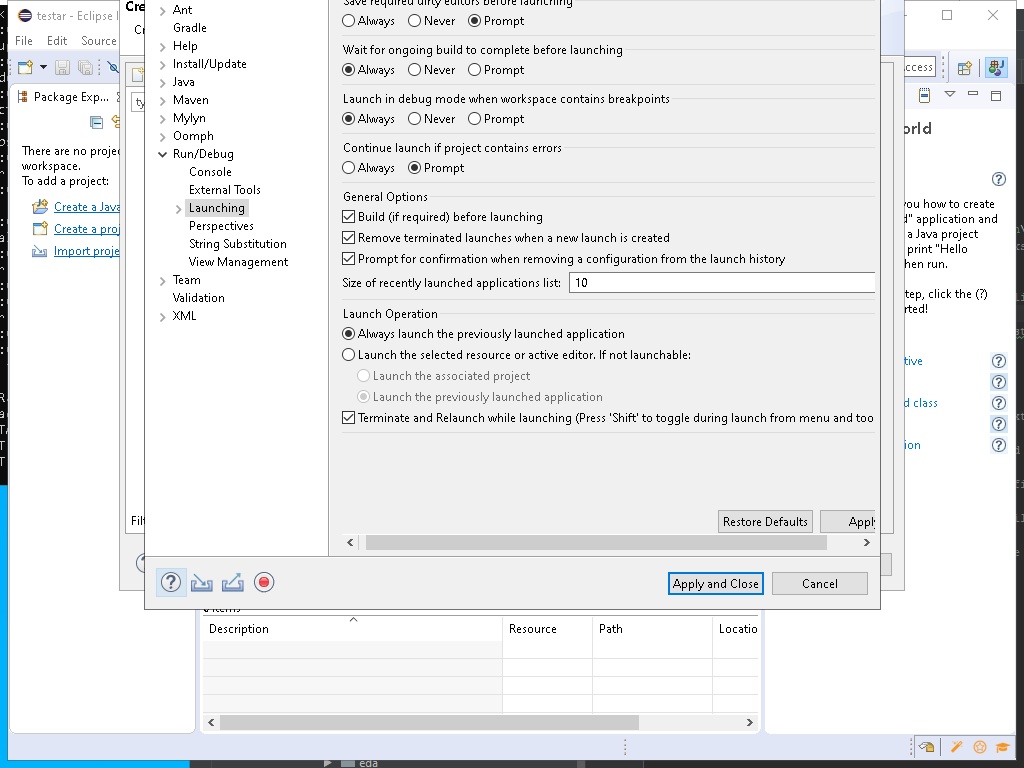 testar - Eclipse
File Edit Source
Package Exp...
There are no proje
workspace.
To add a project:
Create a Java
Create a proj
Import proje
Cre
Cr
ty
Filt
Ant
Gradle
Help
Install/Update
Java
Maven
Mylyn
Oomph
Run/Debug
Console
External Tools
Launching
Perspectives
String Substitution
View Management
Team
Validation
XML
Save required dirty editors before launching
Always Never Prompt
Wait for ongoing build to complete before launching
Always Never Prompt
Launch in debug mode when workspace contains breakpoints
Always Never Prompt
Continue launch if project contains errors
Always Prompt
General Options
Build (if required) before launching
Remove terminated launches when a new launch is created
Prompt for confirmation when removing a configuration from the launch history
Size of recently launched applications list: 10
Launch Operation
Always launch the previously launched application
Launch the selected resource or active editor. If not launchable:
Launch the associated project
Launch the previously launched application
Terminate and Relaunch while launching (Press 'Shift' to toggle during launch from menu and too
Restore Defaults Apply
Apply and Close Cancel
ccess
orld
you how to create
d" application and
a Java project
print "Hello
hen run.
tep, click the (?)
rted!
tive
d class
ion
items
Description Resource Path Locatio
eda